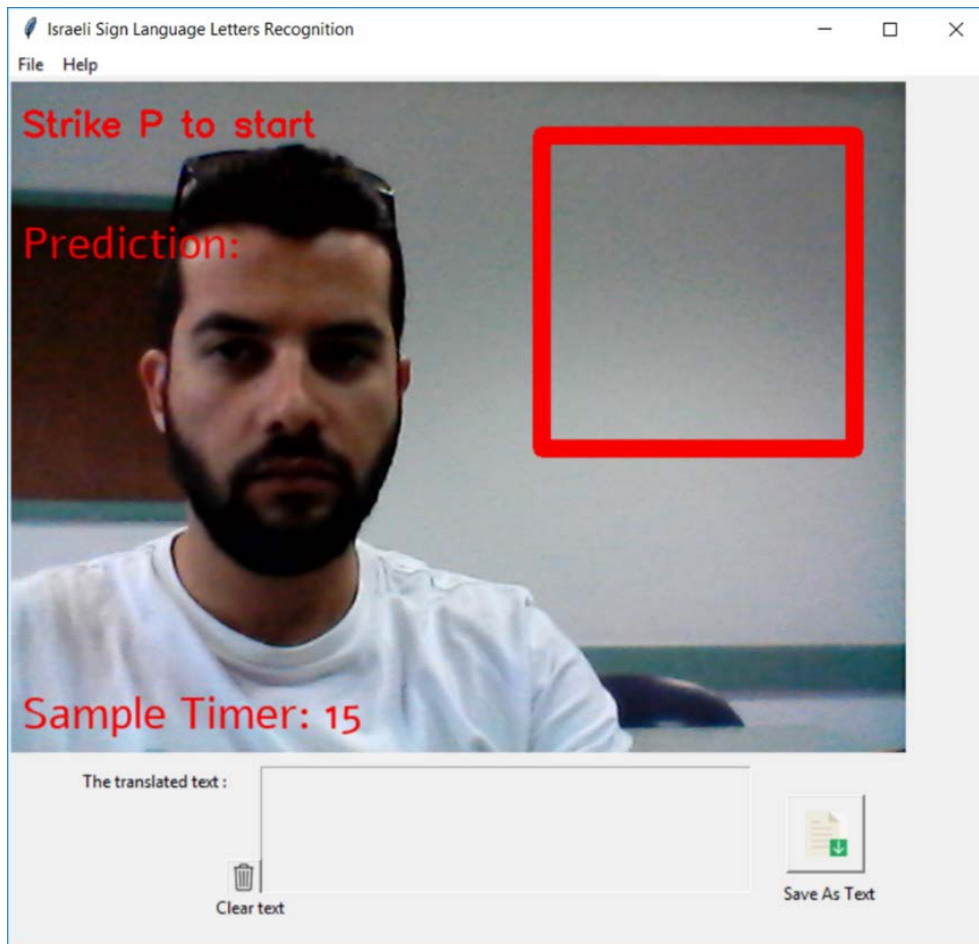 Israeli Sign Language Letters Recognition
File Help
Strike P to start
Prediction:
Sample Timer: 15
The translated text :
Clear text
Save As Text